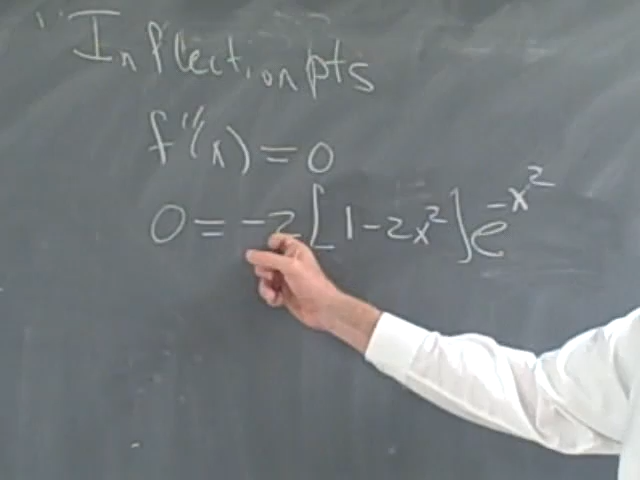 Inflection pts
f''(x) = 0
0 = -2[1-2x²]e^{-x²}